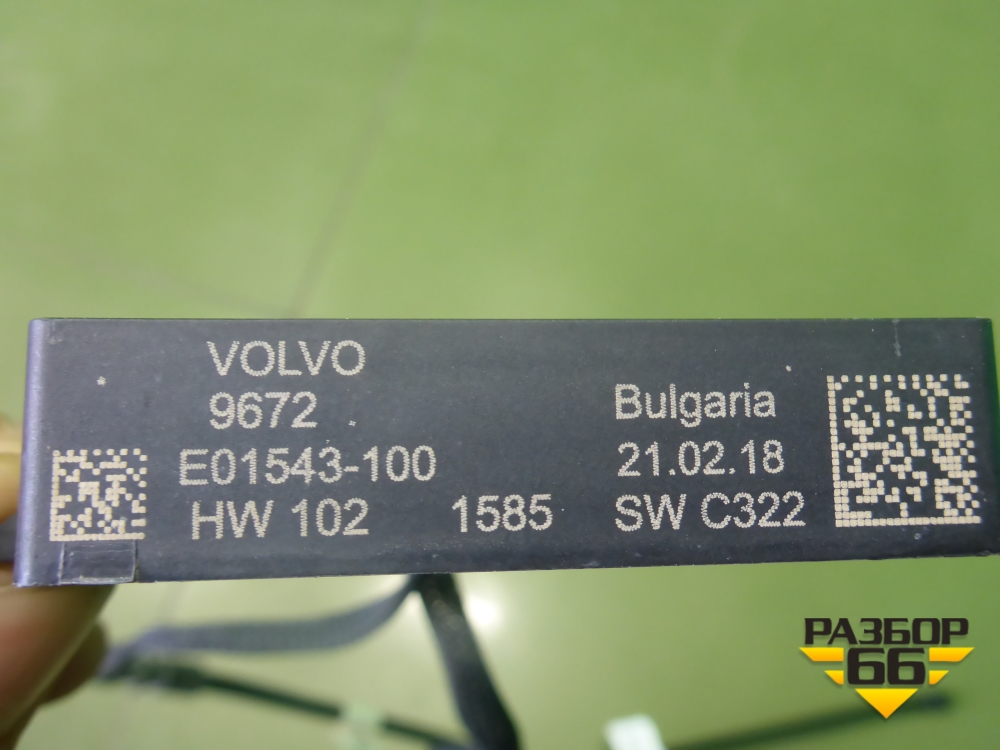 VOLVO
9672
E01543-100
HW 102
1585
Bulgaria
21.02.18
SW C322
РАЗБОР
66